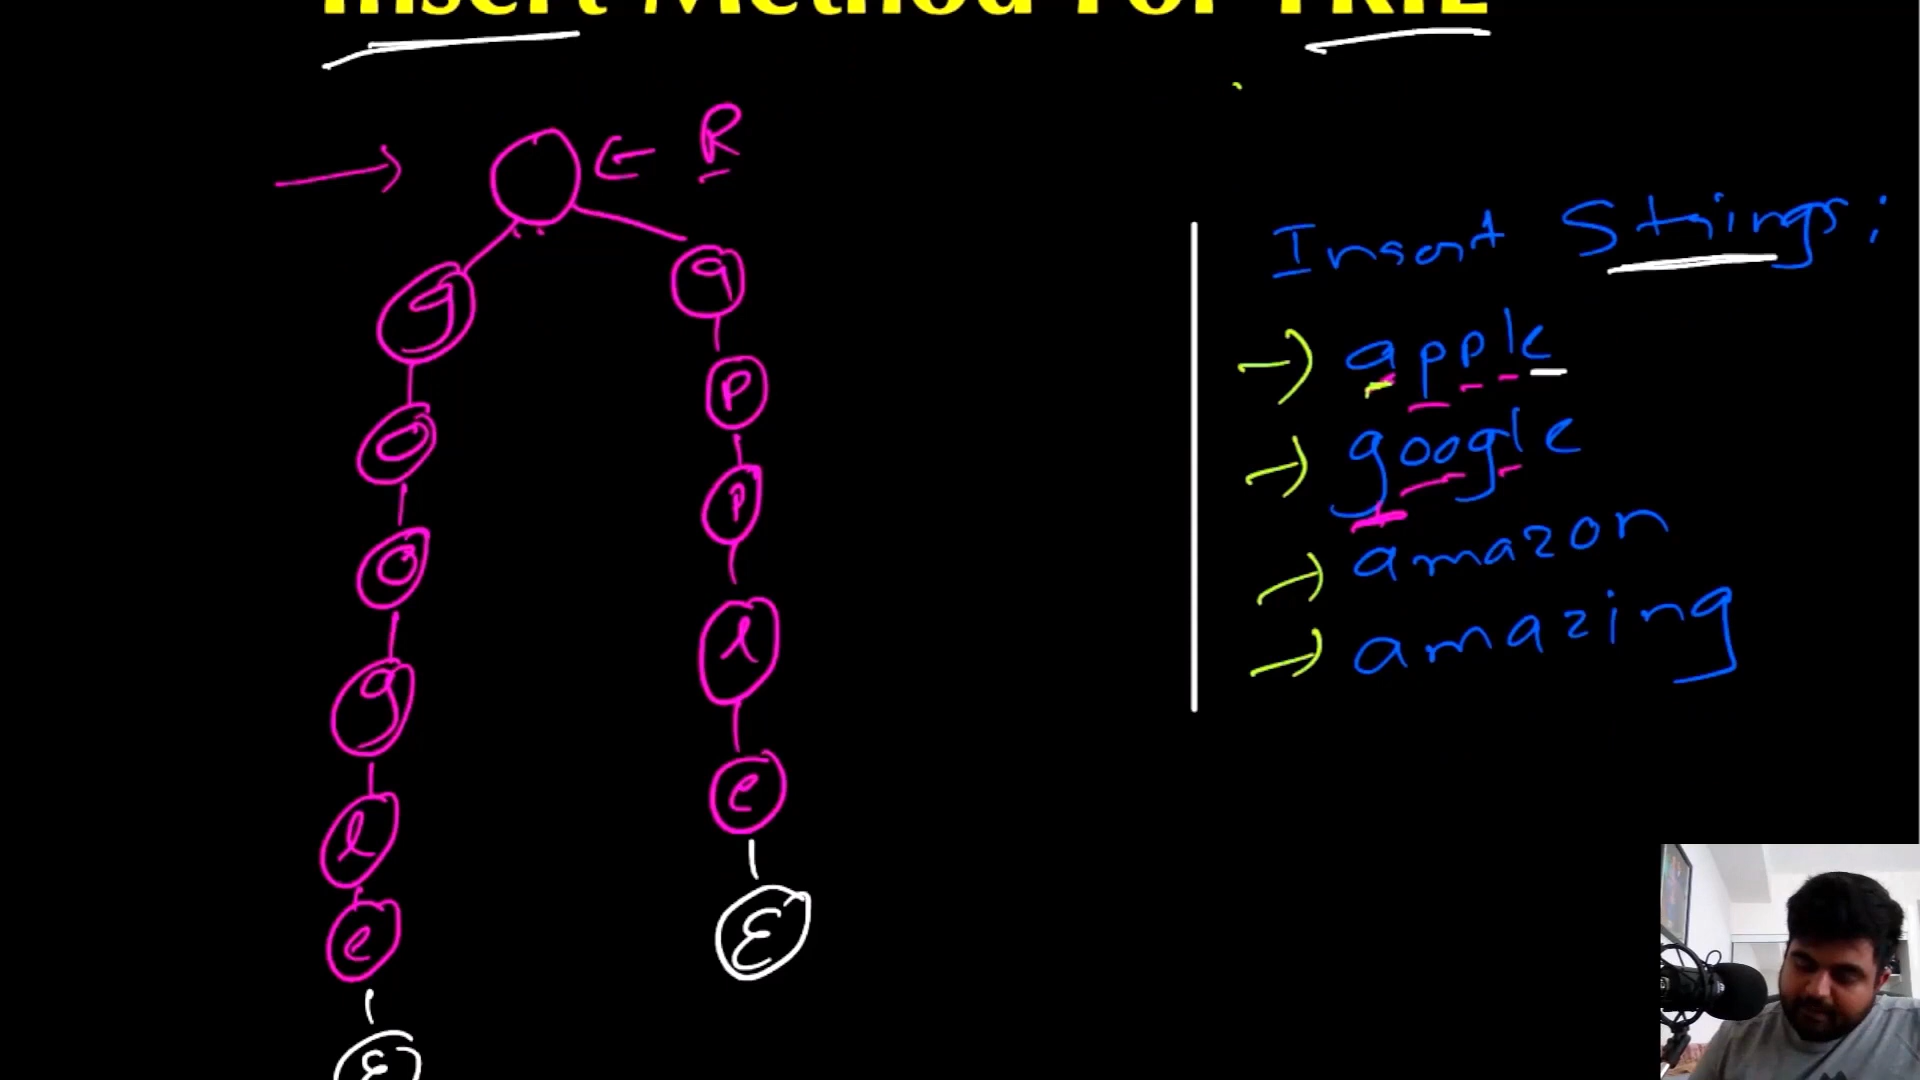 Insert Method For TRIE
R
Insert Strings:
apple
google
amazon
amazing
g
o
o
g
l
e
E
a
p
p
l
e
E